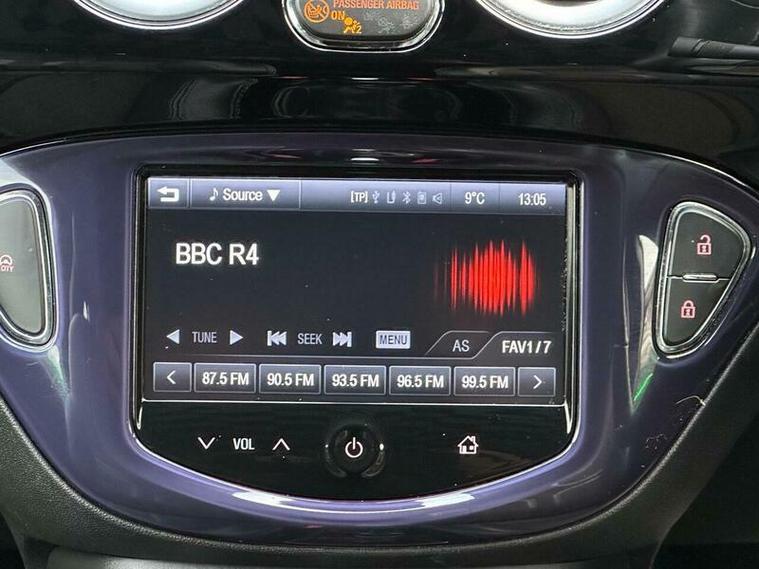 PASSENGER AIRBAG
ON 2
Source [TP] 9°C 13:05
BBC R4
TUNE SEEK MENU AS FAV1/7
87.5 FM 90.5 FM 93.5 FM 96.5 FM 99.5 FM
VOL